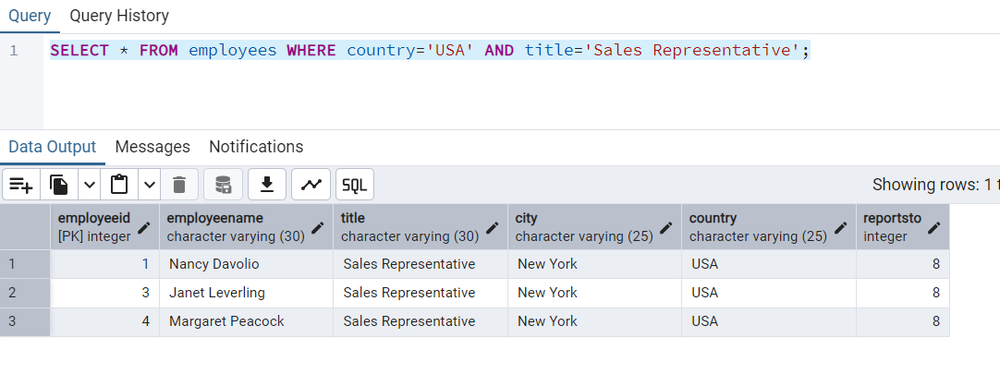 Query Query History
1 SELECT * FROM employees WHERE country='USA' AND title='Sales Representative';
Data Output Messages Notifications
SQL Showing rows: 1 t
employeeid employeename title city country reportsto
[PK] integer character varying (30) character varying (30) character varying (25) character varying (25) integer
1 1 Nancy Davolio Sales Representative New York USA 8
2 3 Janet Leverling Sales Representative New York USA 8
3 4 Margaret Peacock Sales Representative New York USA 8